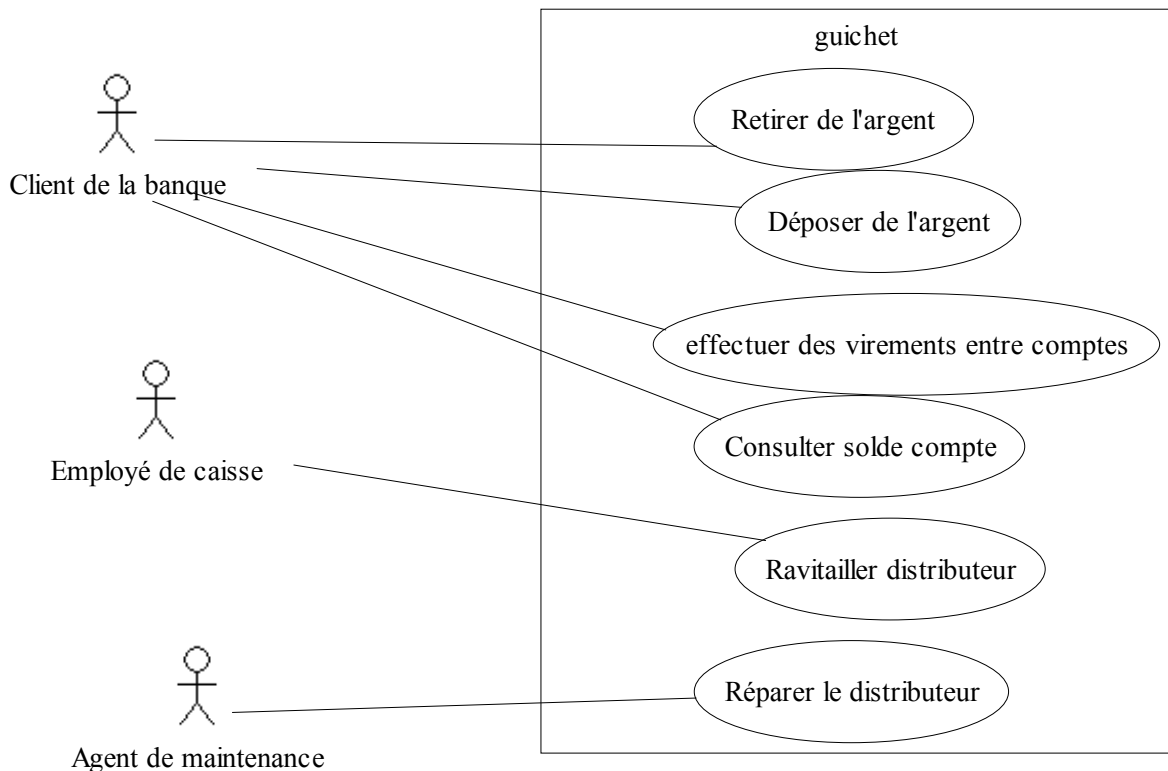 guichet
Retirer de l'argent
Client de la banque
Déposer de l'argent
effectuer des virements entre comptes
Consulter solde compte
Employé de caisse
Ravitailler distributeur
Réparer le distributeur
Agent de maintenance